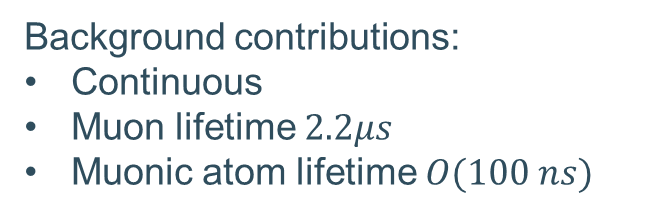 Background contributions:
• Continuous
• Muon lifetime 2.2μs
• Muonic atom lifetime O(100 ns)